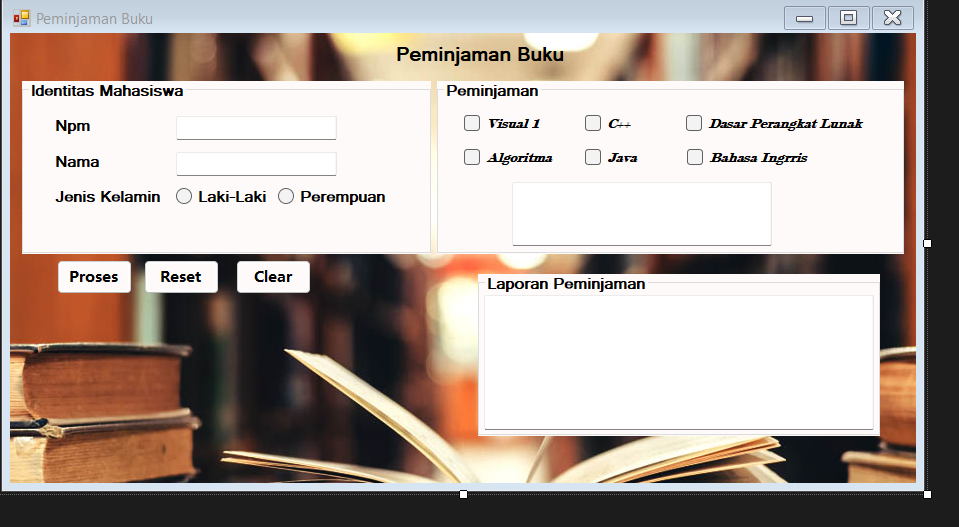 Peminjaman Buku
Peminjaman Buku
Identitas Mahasiswa
Npm
Nama
Jenis Kelamin Laki-Laki Perempuan
Peminjaman
Visual 1 C++ Dasar Perangkat Lunak
Algoritma Java Bahasa Ingrris
Proses Reset Clear
Laporan Peminjaman